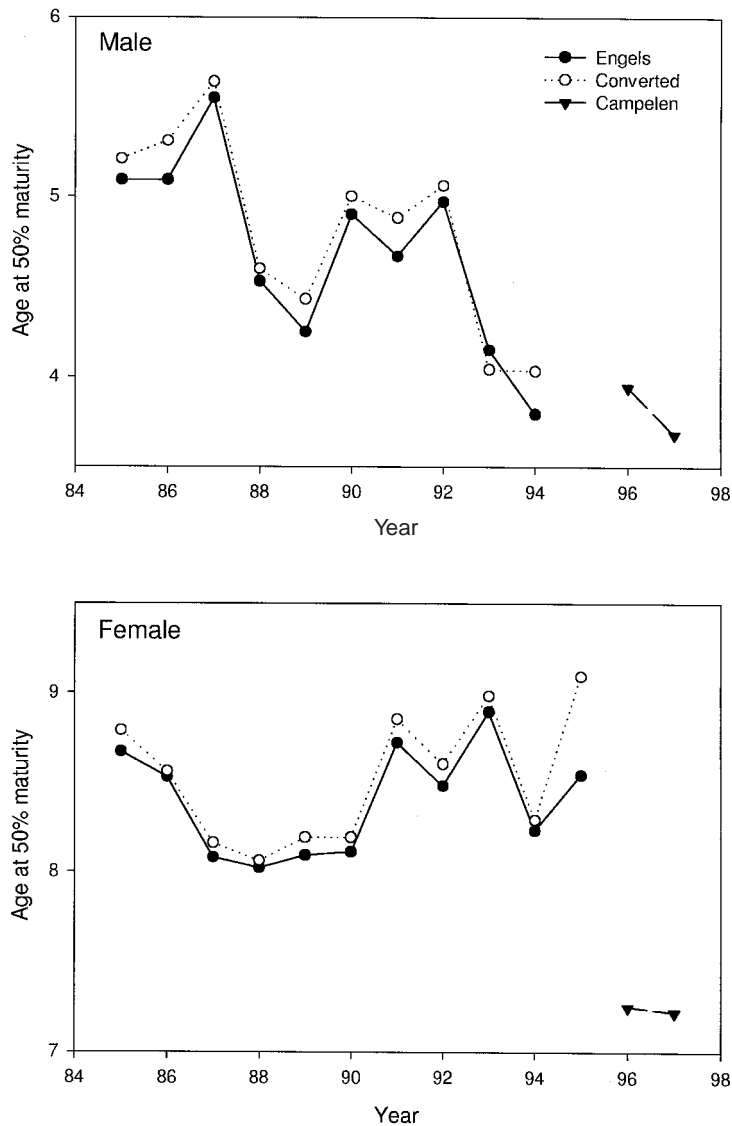 Male
Engels
Converted
Campelen
6
5
4
Age at 50% maturity
84 86 88 90 92 94 96 98
Year
Female
9
8
7
Age at 50% maturity
84 86 88 90 92 94 96 98
Year